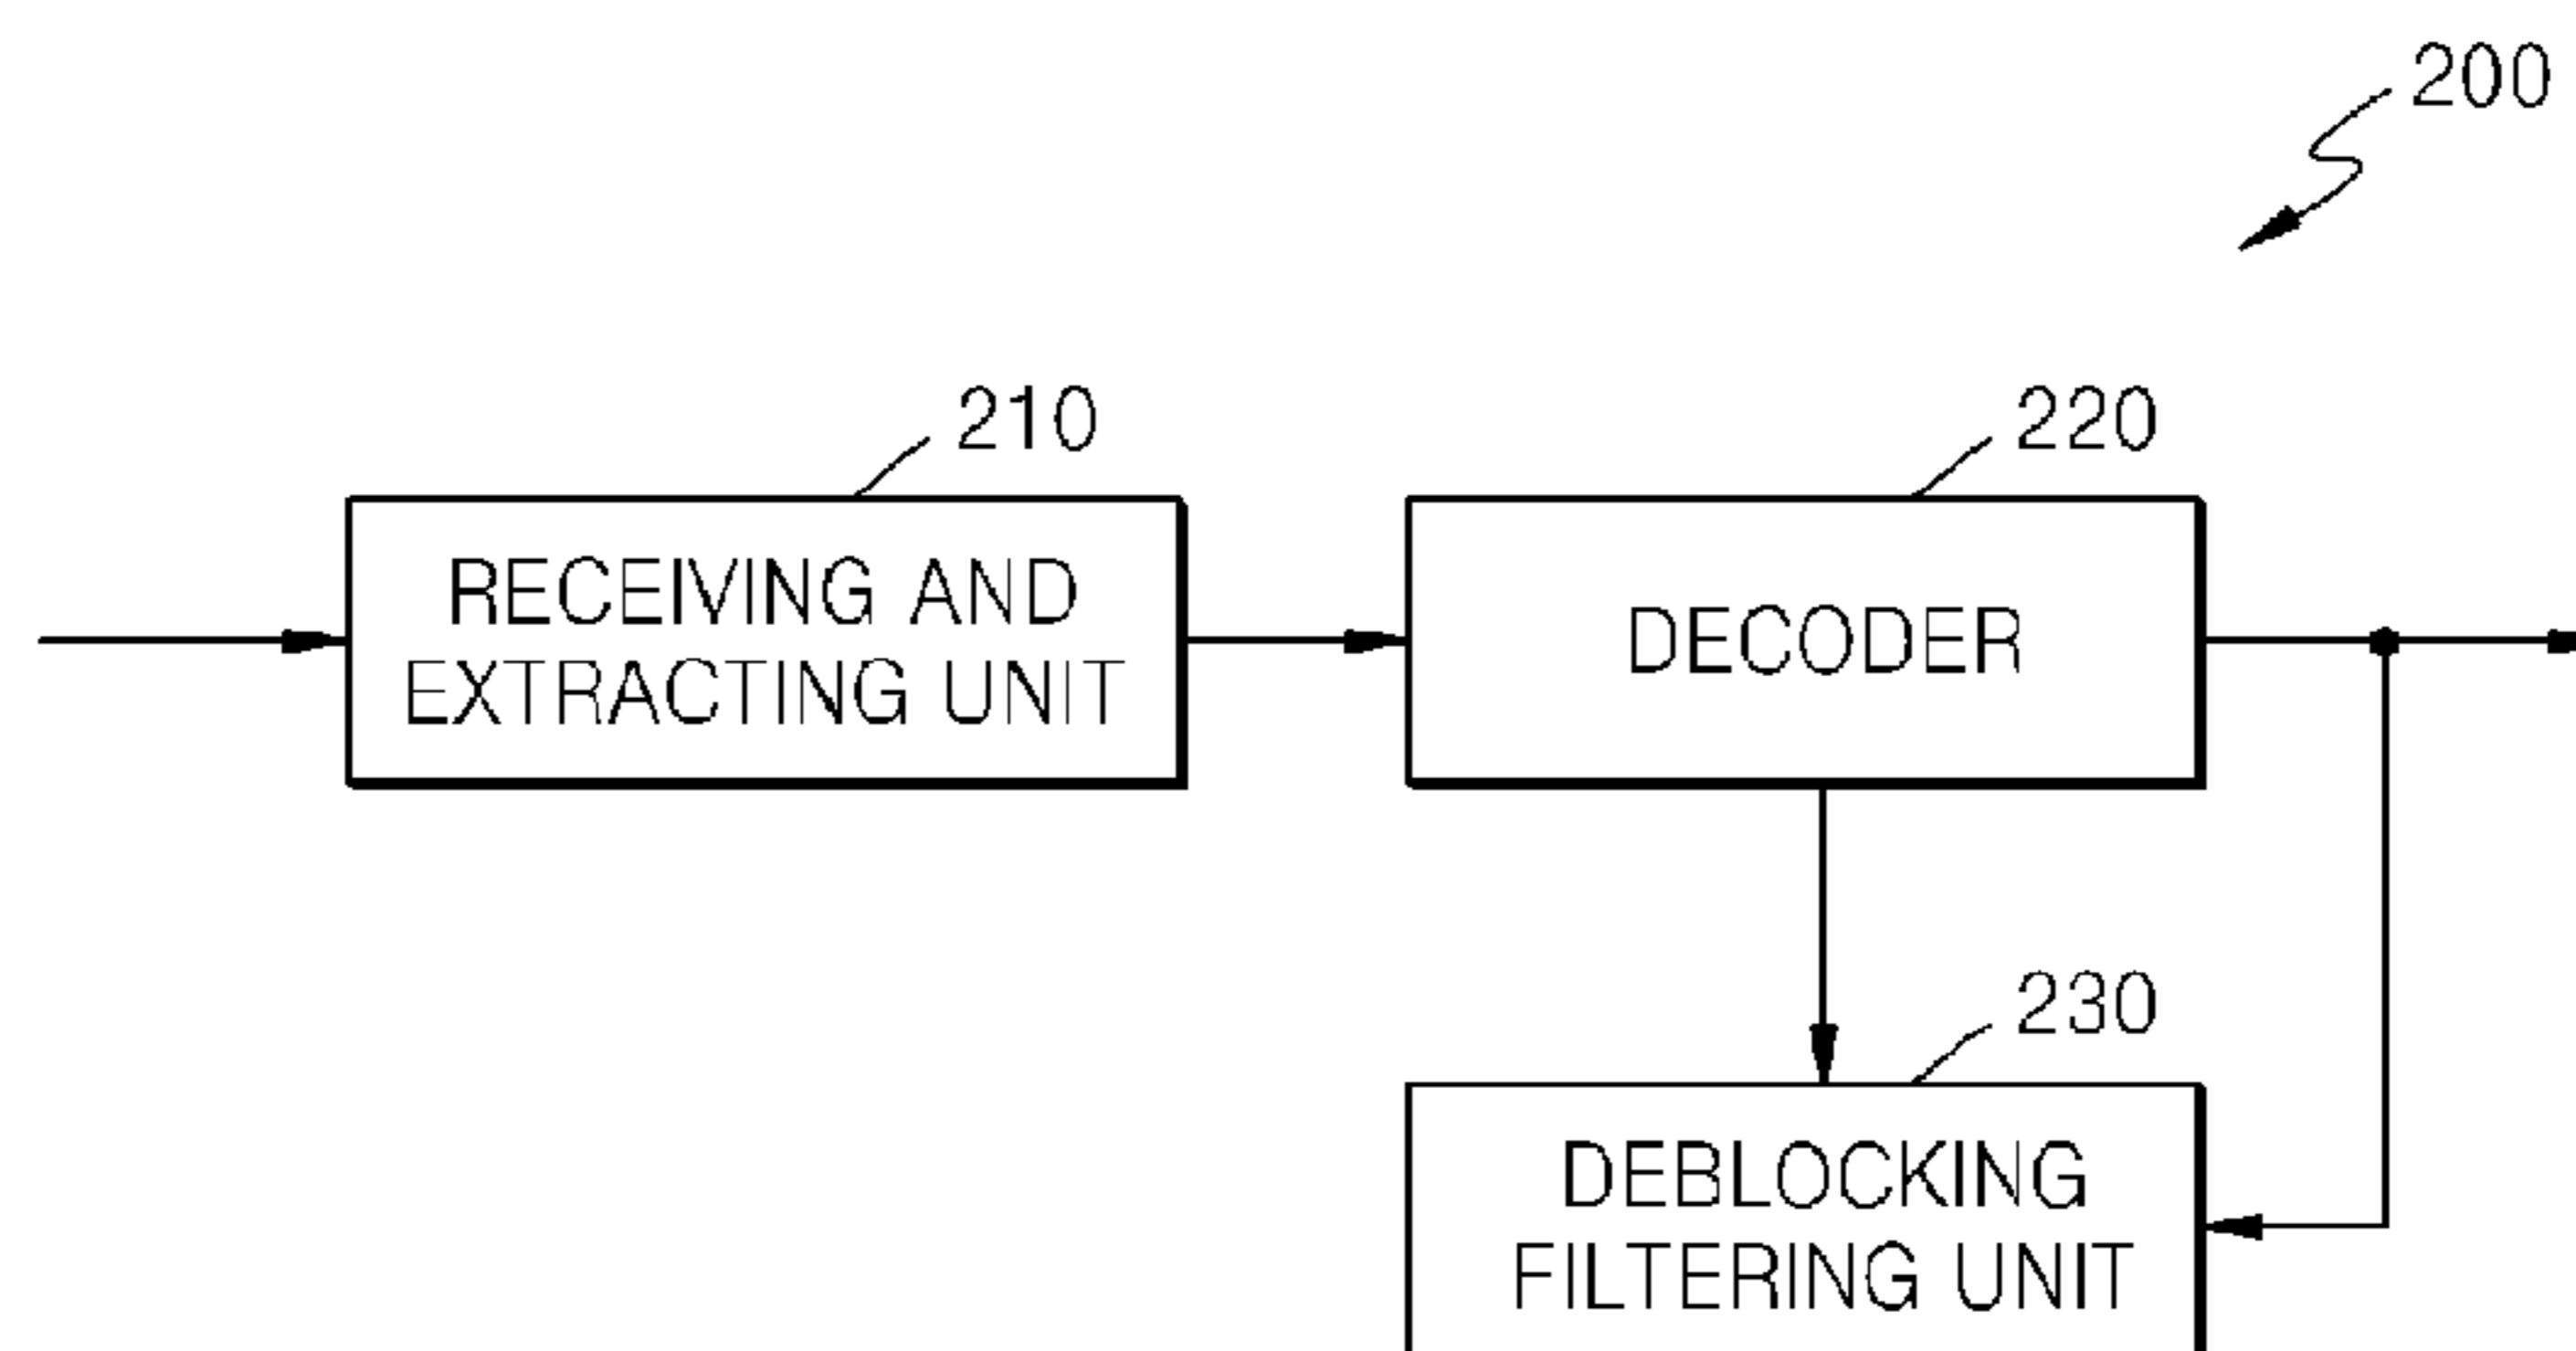 200
210
220
RECEIVING AND
EXTRACTING UNIT
DECODER
230
DEBLOCKING
FILTERING UNIT